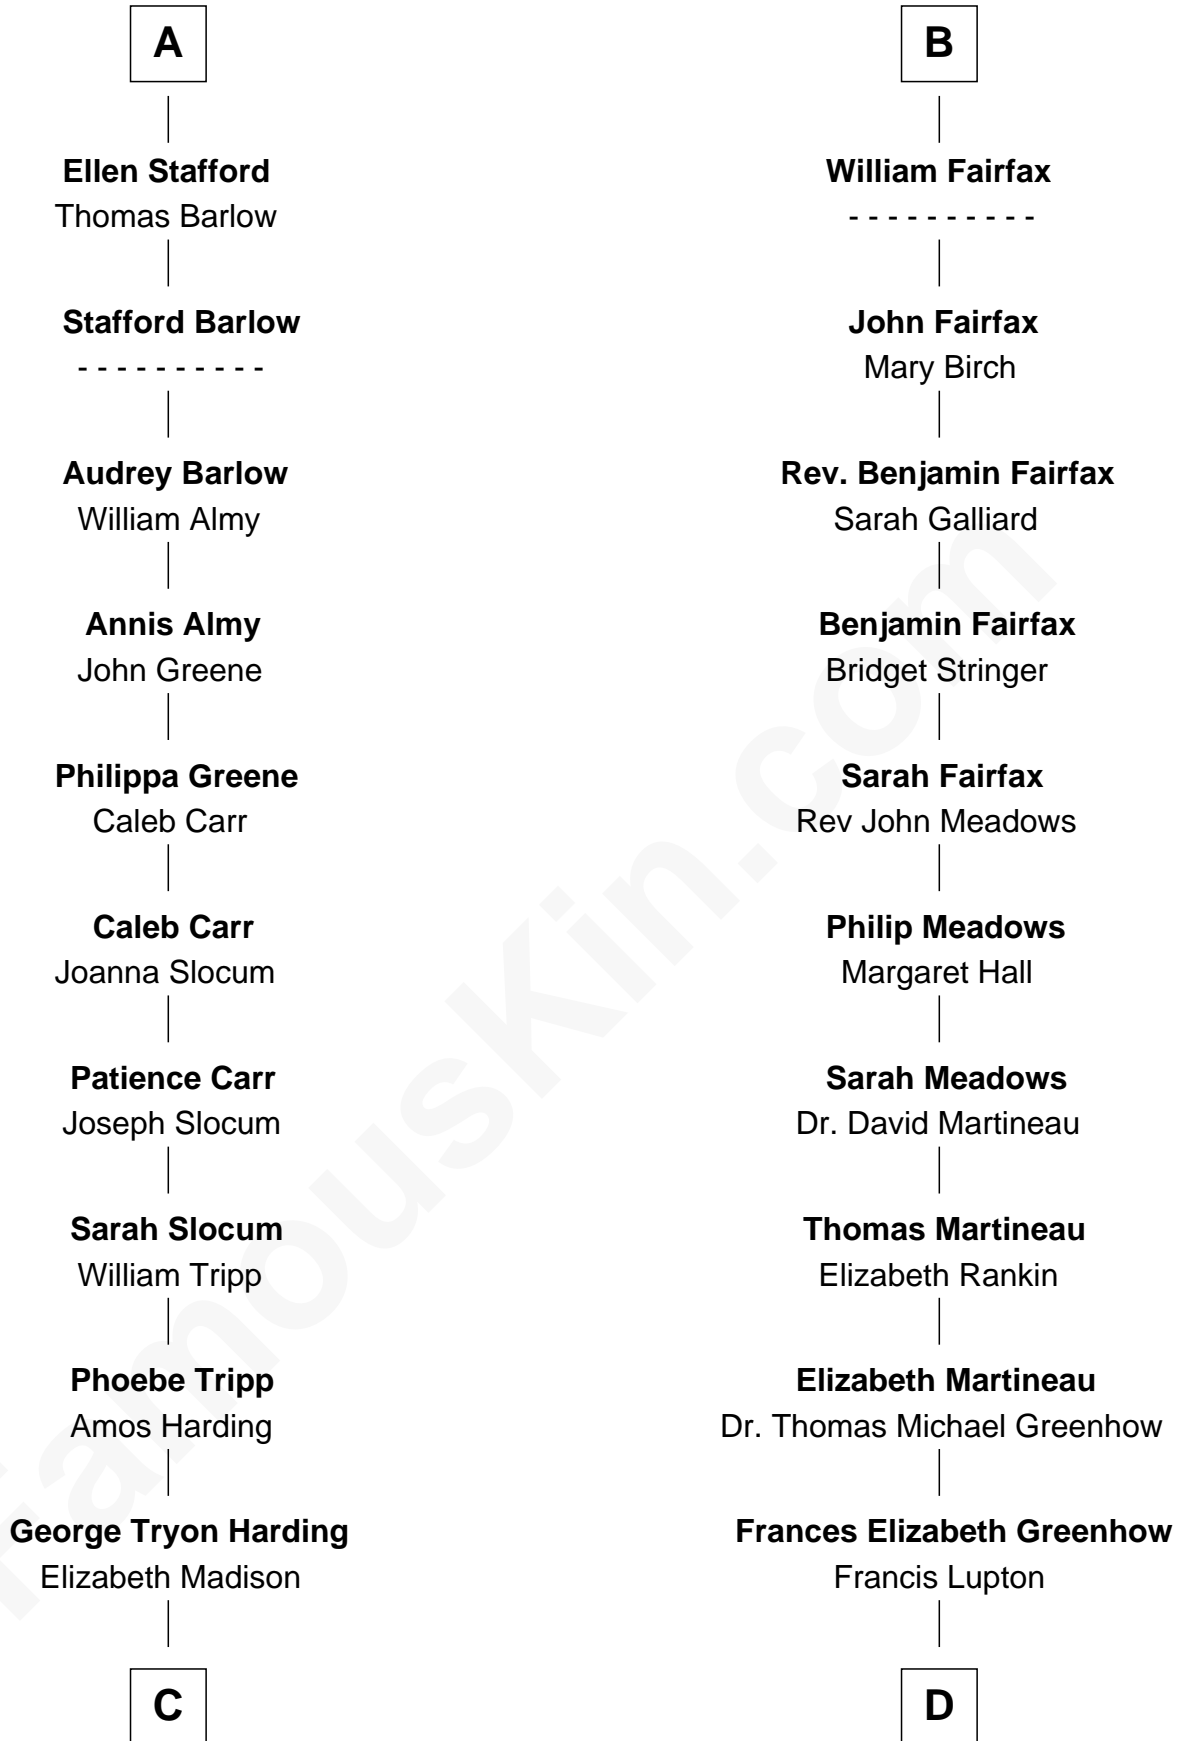 A
Ellen Stafford
Thomas Barlow
Stafford Barlow
- - - - - - - - - -
Audrey Barlow
William Almy
Annis Almy
John Greene
Philippa Greene
Caleb Carr
Caleb Carr
Joanna Slocum
Patience Carr
Joseph Slocum
Sarah Slocum
William Tripp
Phoebe Tripp
Amos Harding
George Tryon Harding
Elizabeth Madison
C
B
William Fairfax
- - - - - - - - - -
John Fairfax
Mary Birch
Rev. Benjamin Fairfax
Sarah Galliard
Benjamin Fairfax
Bridget Stringer
Sarah Fairfax
Rev John Meadows
Philip Meadows
Margaret Hall
Sarah Meadows
Dr. David Martineau
Thomas Martineau
Elizabeth Rankin
Elizabeth Martineau
Dr. Thomas Michael Greenhow
Frances Elizabeth Greenhow
Francis Lupton
D
FamousKin.com